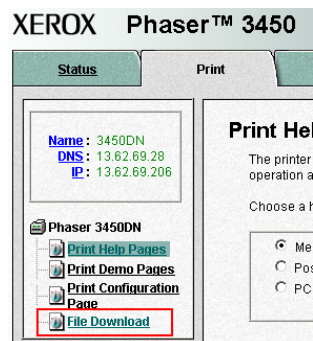 XEROX Phaser™ 3450
Status Print
Name: 3450DN
DNS: 13.62.69.28
IP: 13.62.69.206
Phaser 3450DN
Print Help Pages
Print Demo Pages
Print Configuration
Page
File Download
Print Hel
The printer
operation a
Choose a h
Me
Pos
PC